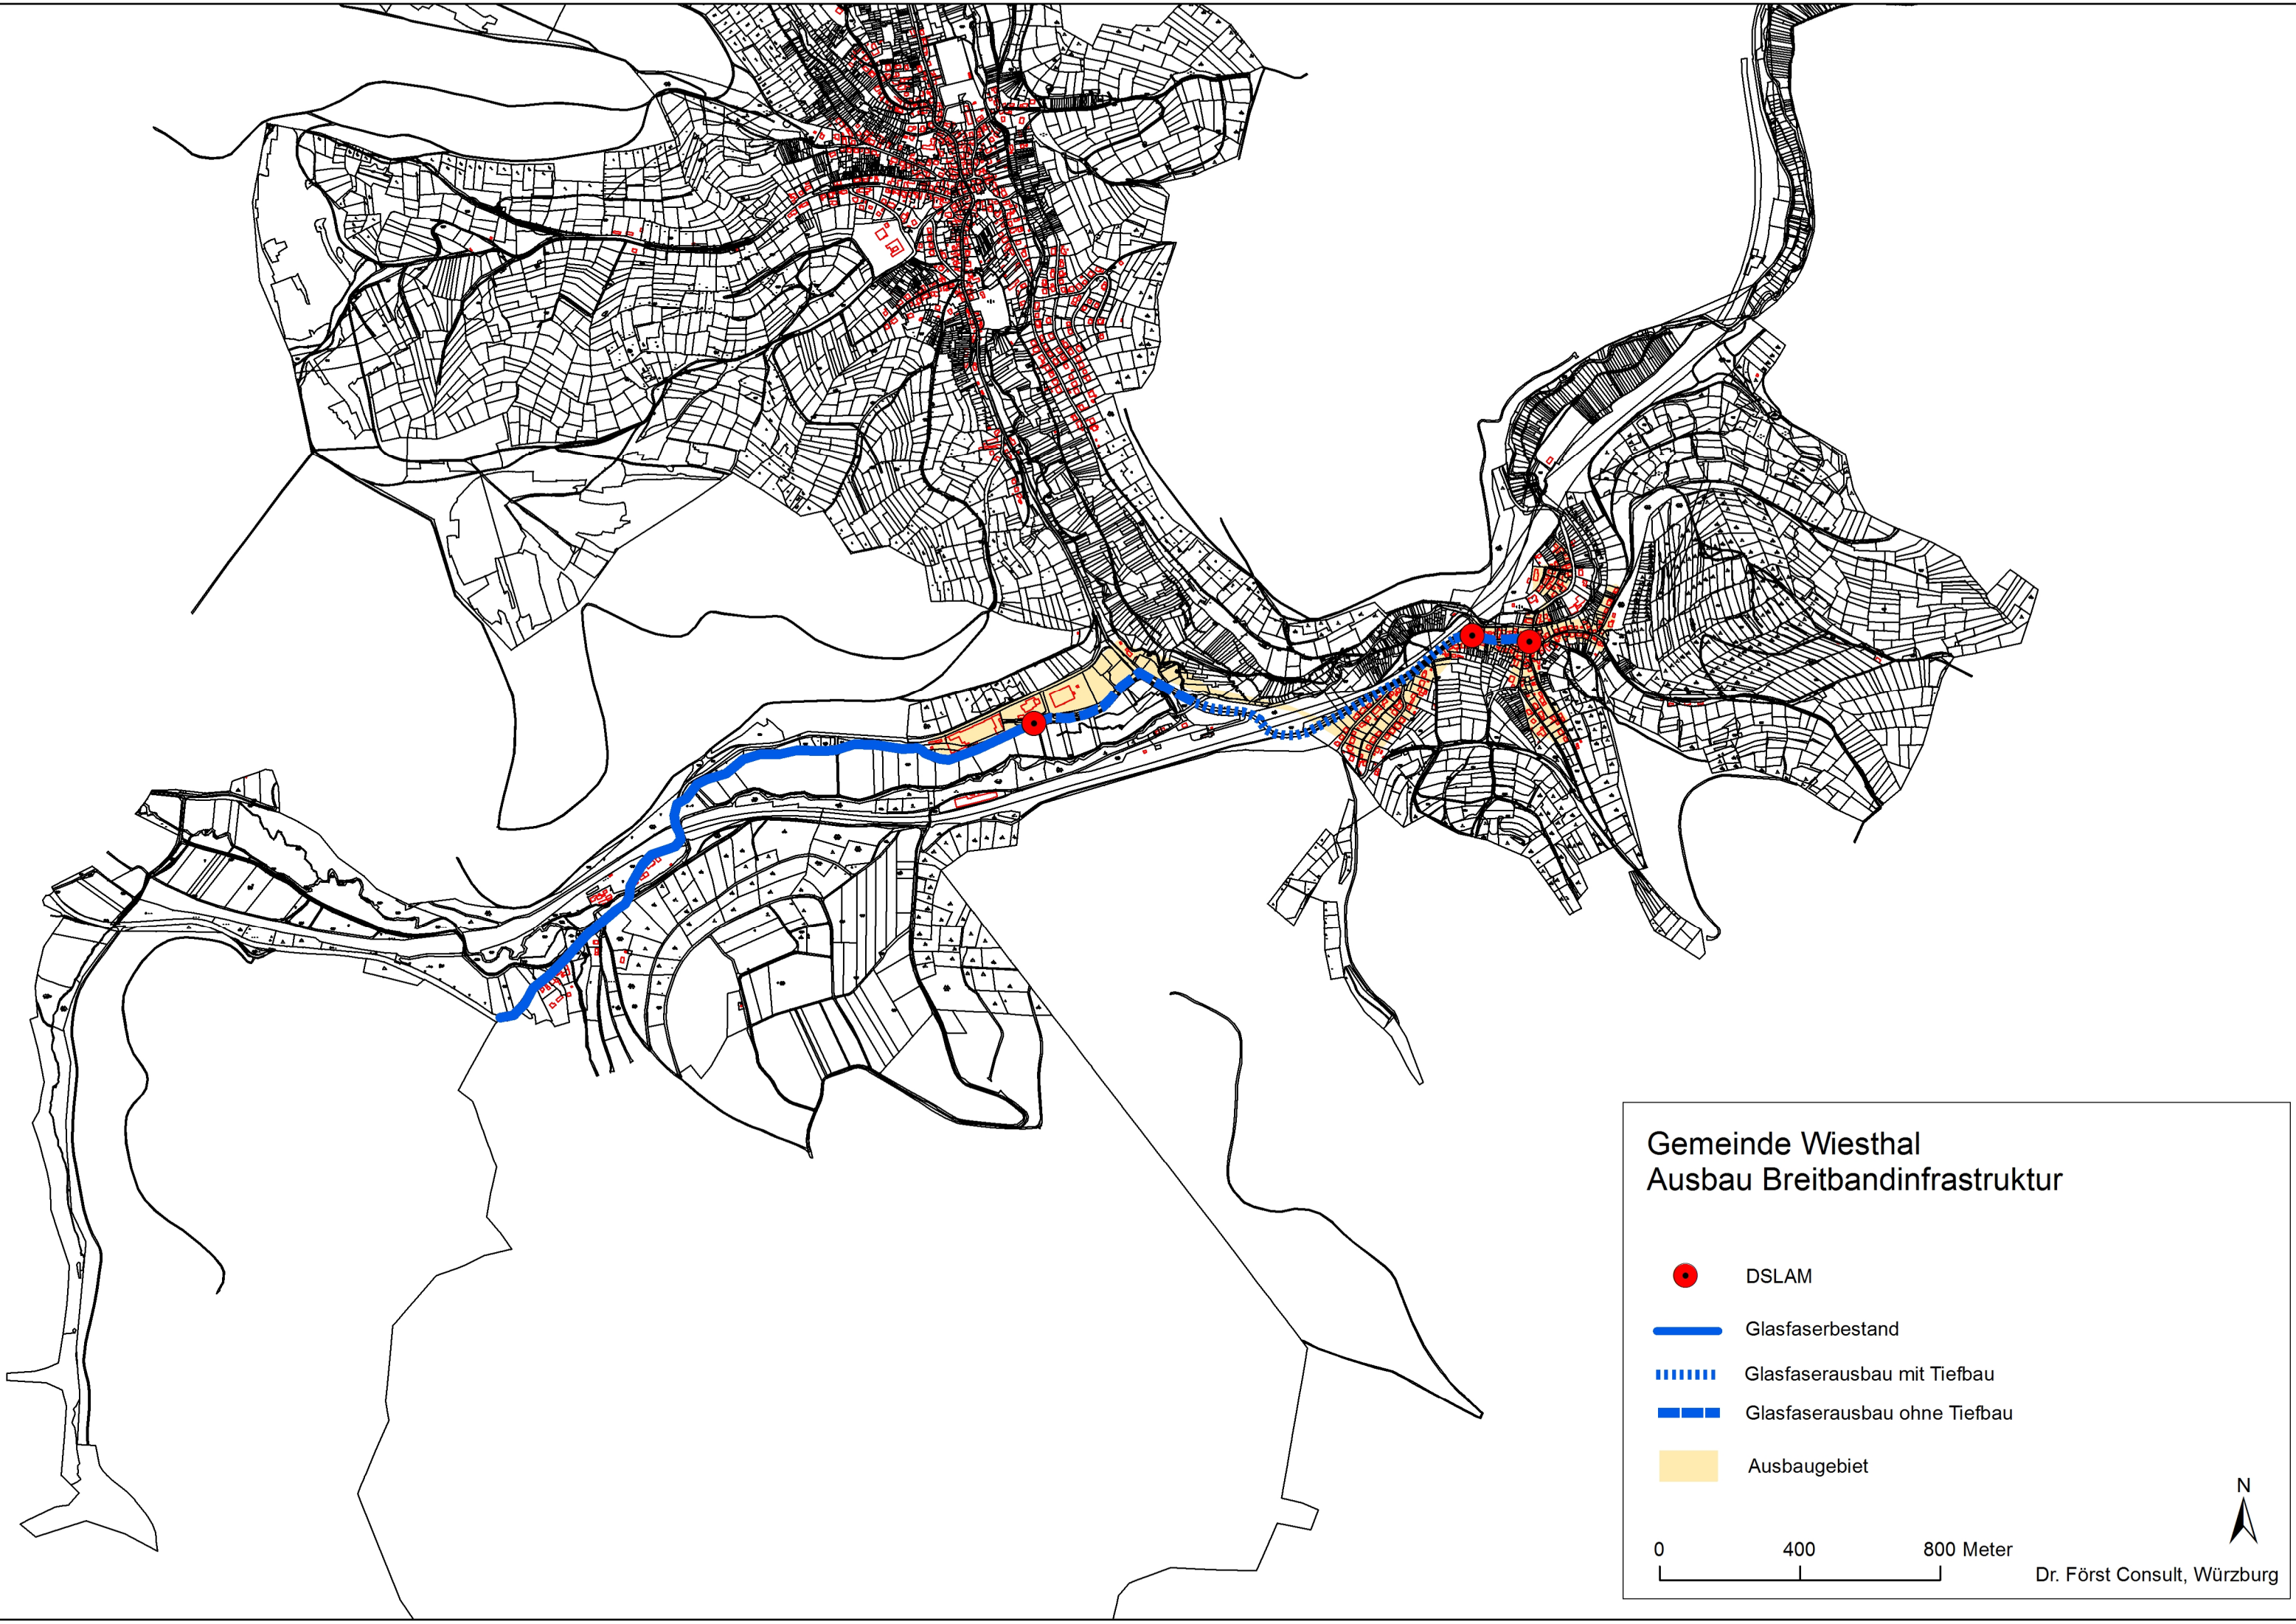 Gemeinde Wiesthal
Ausbau Breitbandinfrastruktur
DSLAM
Glasfaserbestand
Glasfaserausbau mit Tiefbau
Glasfaserausbau ohne Tiefbau
Ausbaugebiet
N
0 400 800 Meter
Dr. Först Consult, Würzburg